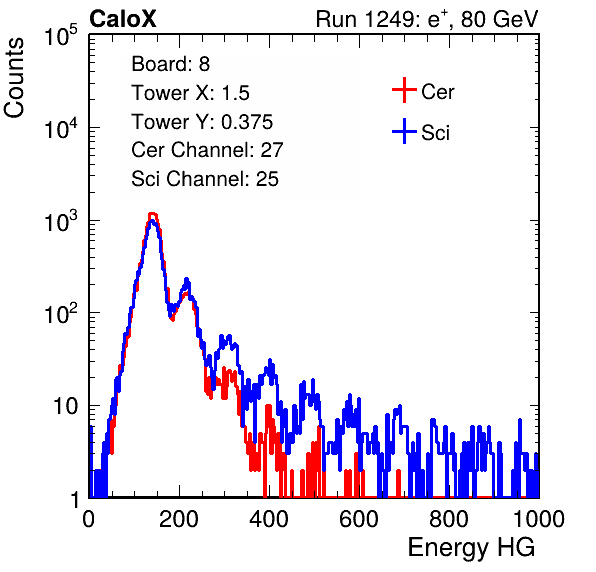 CaloX Run 1249: e⁺, 80 GeV
Counts
Board: 8
Tower X: 1.5
Tower Y: 0.375
Cer Channel: 27
Sci Channel: 25
Cer
Sci
10⁵
10⁴
10³
10²
10
1
0 200 400 600 800 1000
Energy HG